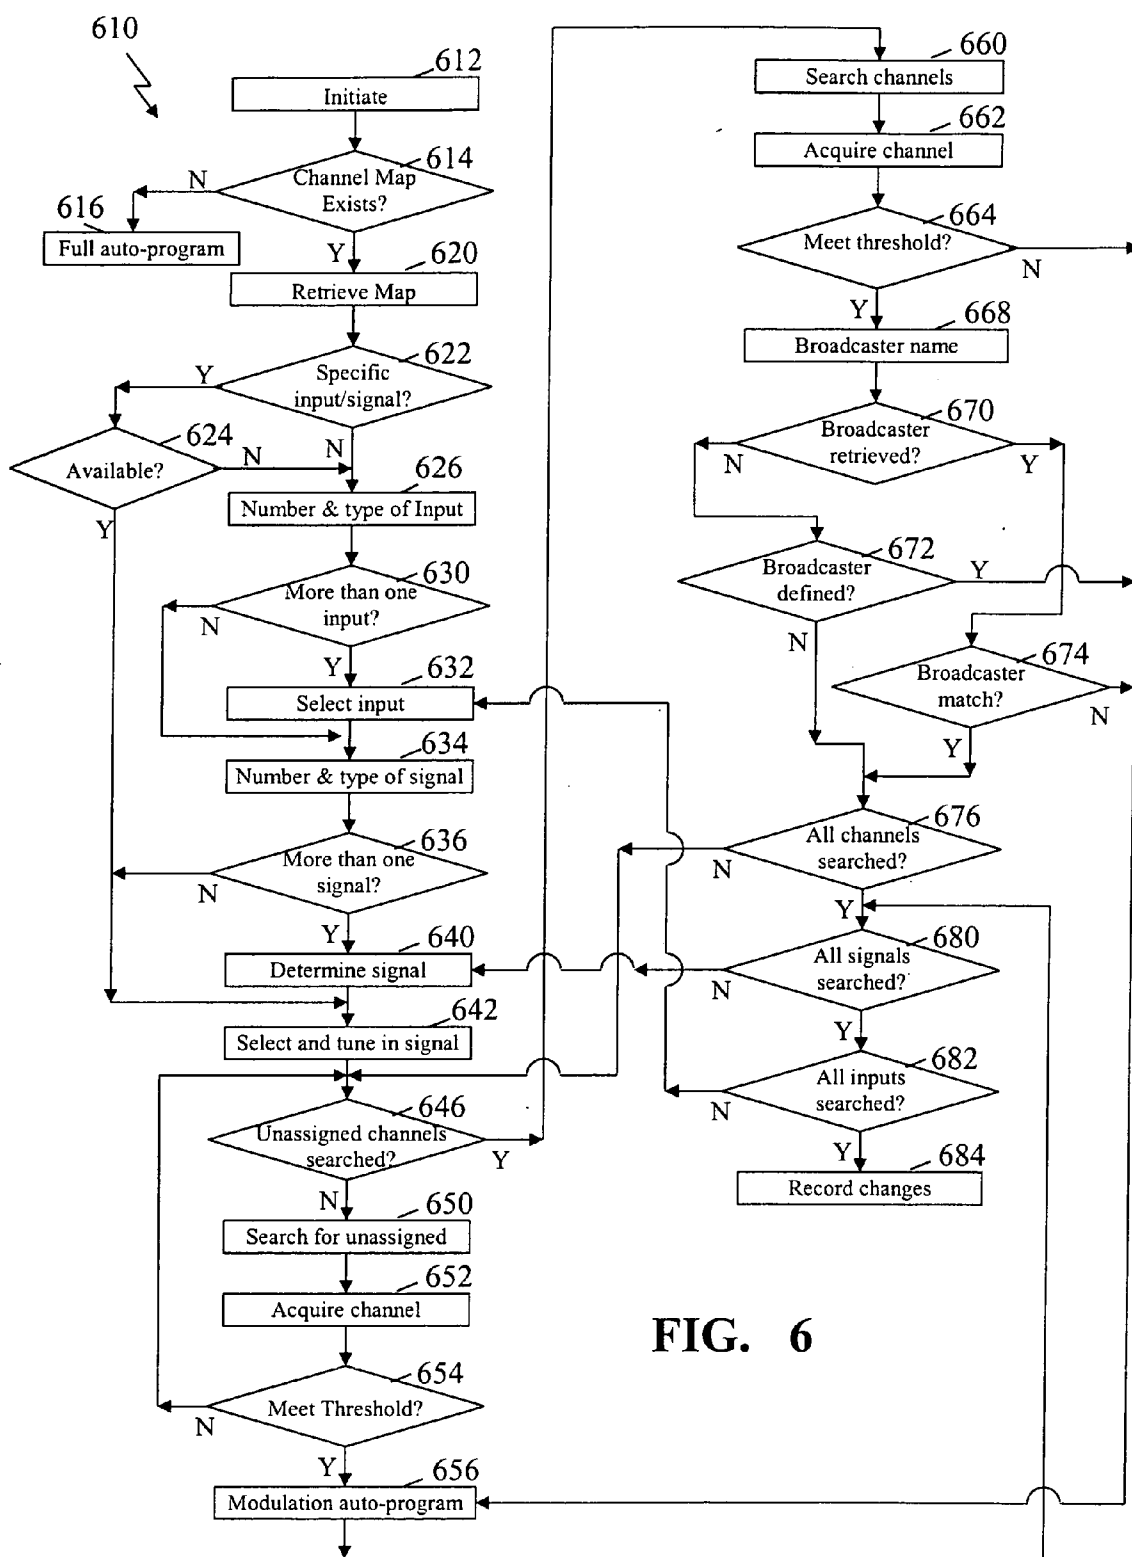 610
612
Initiate
614
Channel Map
Exists?
N
616
Full auto-program
Y
620
Retrieve Map
622
Specific
input/signal?
Y
N
624
Available?
N
Y
626
Number & type of Input
630
More than one
input?
N
Y
632
Select input
634
Number & type of signal
636
More than one
signal?
N
Y
640
Determine signal
642
Select and tune in signal
646
Unassigned channels
searched?
Y
N
650
Search for unassigned
652
Acquire channel
654
Meet Threshold?
N
Y
656
Modulation auto-program
660
Search channels
662
Acquire channel
664
Meet threshold?
N
Y
668
Broadcaster name
670
Broadcaster
retrieved?
N
Y
672
Broadcaster
defined?
Y
N
674
Broadcaster
match?
N
Y
676
All channels
searched?
N
Y
680
All signals
searched?
N
Y
682
All inputs
searched?
N
Y
684
Record changes
FIG. 6